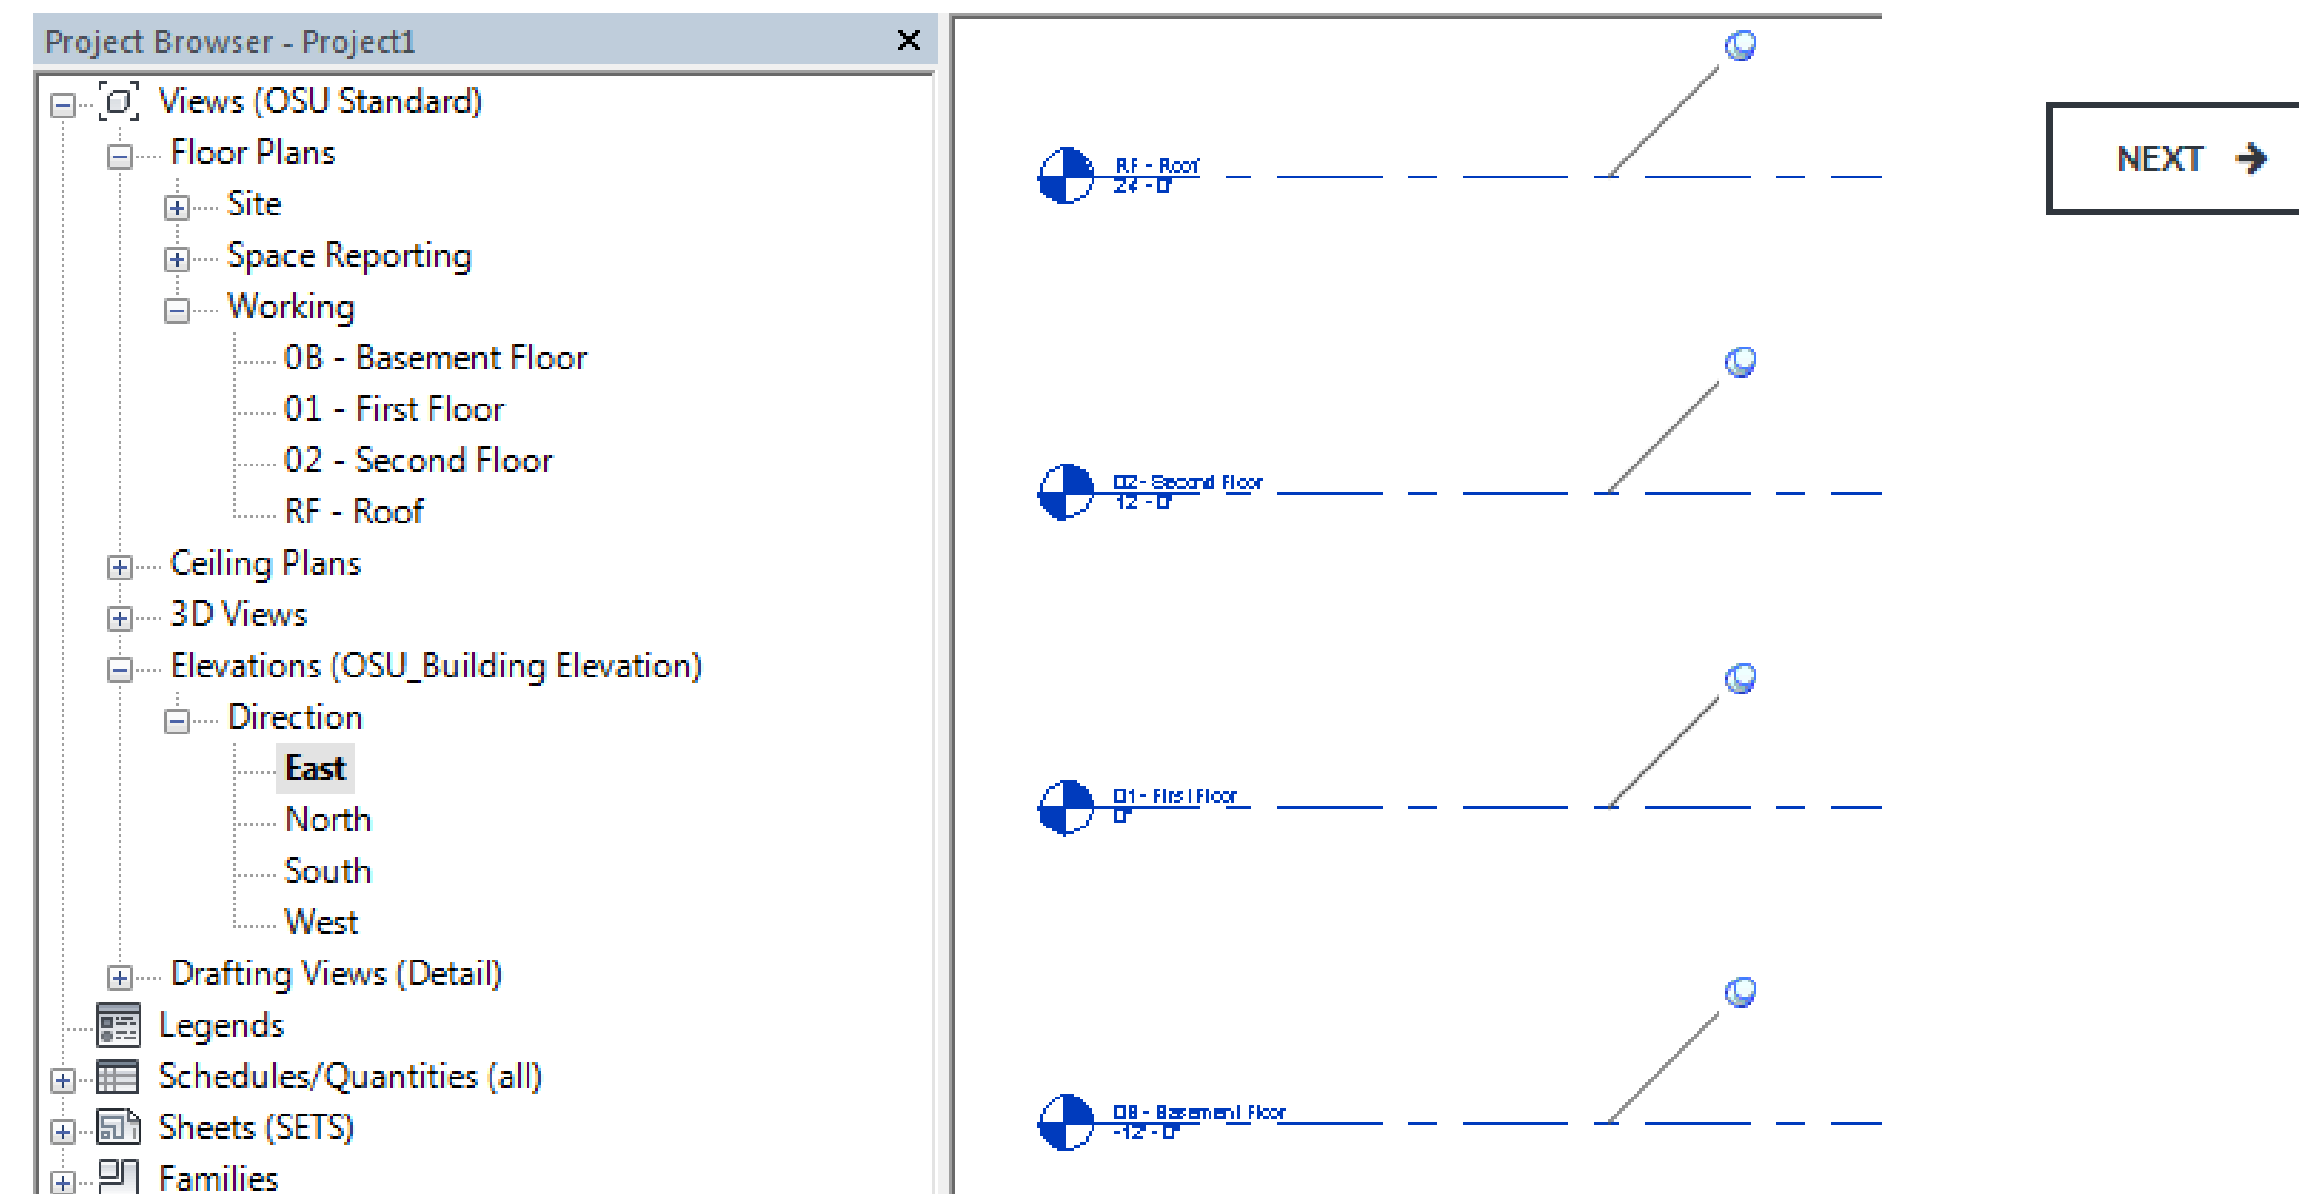 Project Browser - Project1
Views (OSU Standard)
Floor Plans
Site
Space Reporting
Working
0B - Basement Floor
01 - First Floor
02 - Second Floor
RF - Roof
Ceiling Plans
3D Views
Elevations (OSU_Building Elevation)
Direction
East
North
South
West
Drafting Views (Detail)
Legends
Schedules/Quantities (all)
Sheets (SETS)
Families
RF - Roof
24' - 0"
02 - Second Floor
12' - 0"
01 - First Floor
0"
0B - Basement Floor
-12' - 0"
NEXT →